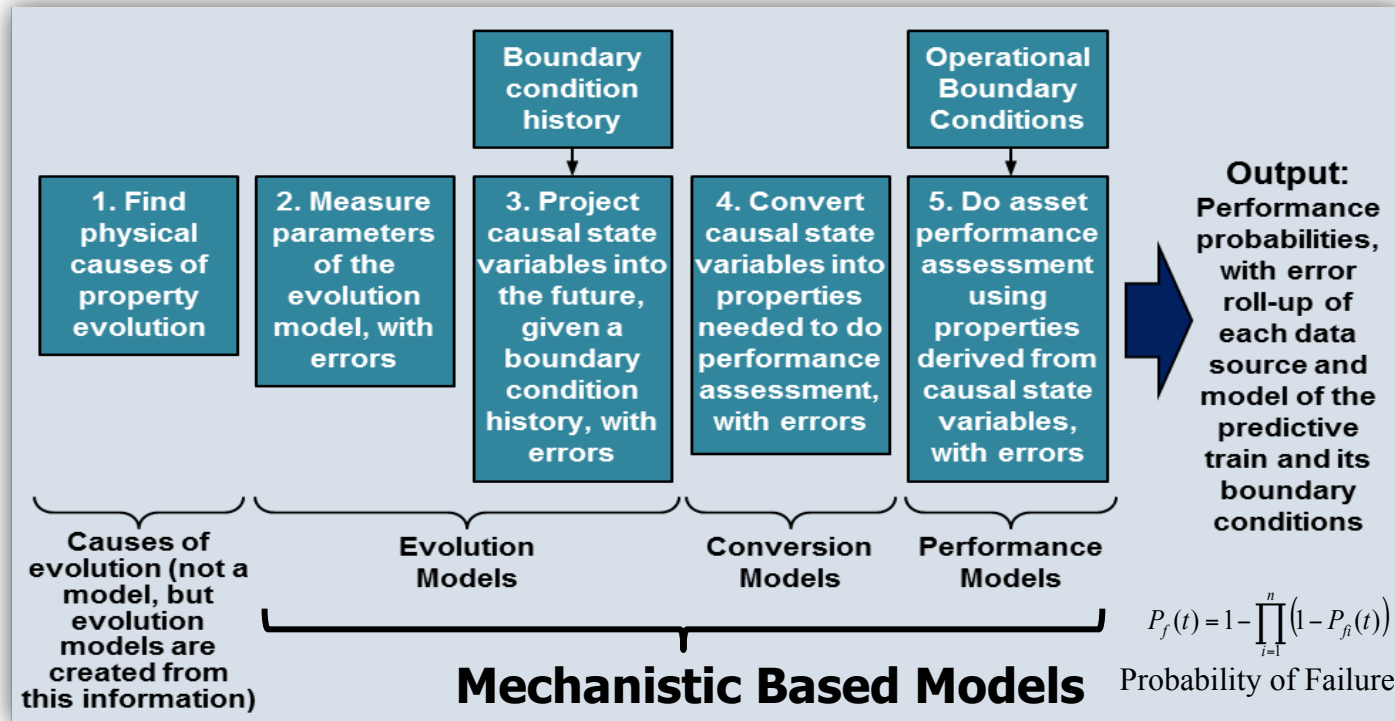 Boundary
condition
history
Operational
Boundary
Conditions
1. Find
physical
causes of
property
evolution
2. Measure
parameters
of the
evolution
model, with
errors
3. Project
causal state
variables into
the future,
given a
boundary
condition
history, with
errors
4. Convert
causal state
variables into
properties
needed to do
performance
assessment,
with errors
5. Do asset
performance
assessment
using
properties
derived from
causal state
variables,
with errors
Output:
Performance
probabilities,
with error
roll-up of
each data
source and
model of the
predictive
train and its
boundary
conditions
Causes of
evolution (not a
model, but
evolution
models are
created from
this information)
Evolution
Models
Conversion
Models
Performance
Models
Mechanistic Based Models
P_f(t) = 1 - ∏_{i=1}^{n} (1 - P_{fi}(t))
Probability of Failure